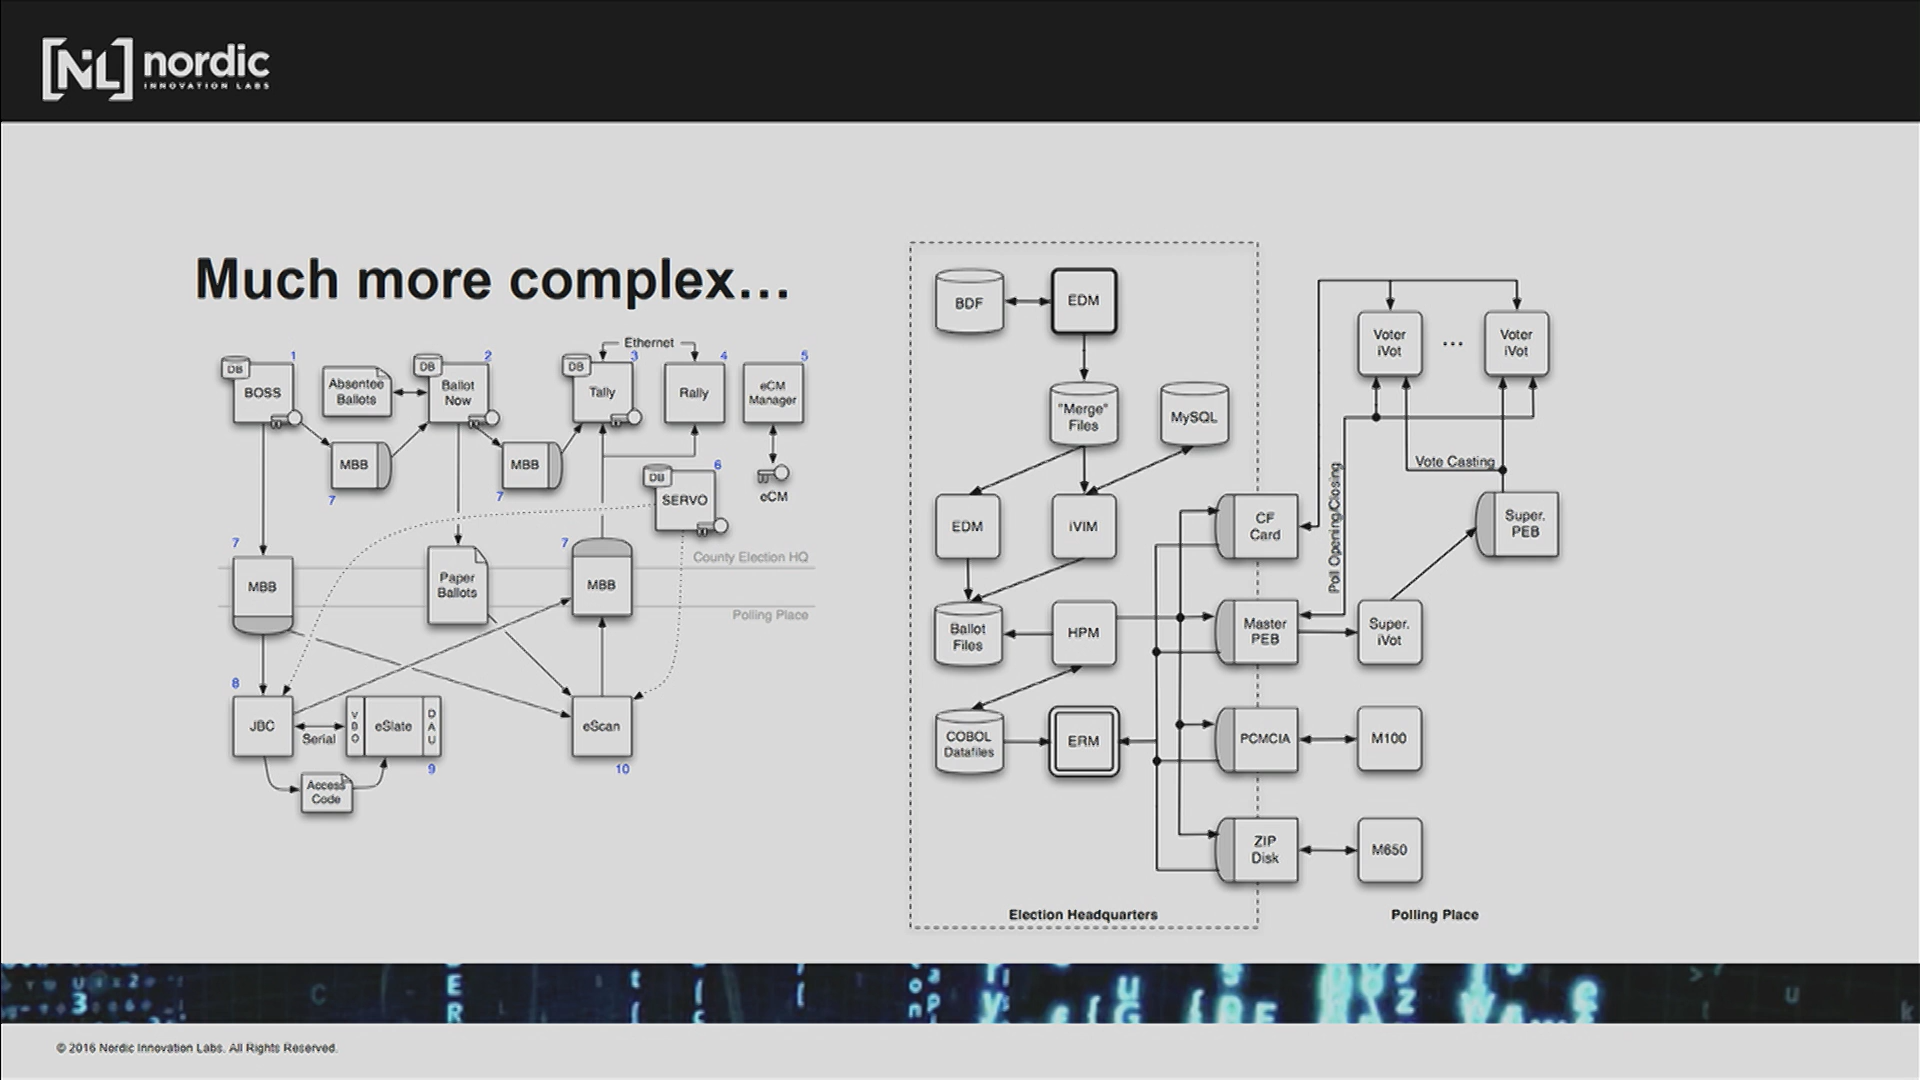 [NiL] nordic
INNOVATION LABS
Much more complex...
Ethernet
1
2
3
4
5
DB
BOSS
Absentee
Ballots
DB
Ballot
Now
DB
Tally
Rally
eCM
Manager
MBB
7
MBB
7
DB
6
SERVO
eCM
7
7
County Election HQ
MBB
Paper
Ballots
MBB
Polling Place
8
JBC
Serial
VBO
eSlate
DAU
9
eScan
10
Access
Code
BDF
EDM
"Merge"
Files
MySQL
EDM
iVIM
CF
Card
Ballot
Files
HPM
Master
PEB
COBOL
Datafiles
ERM
PCMCIA
ZIP
Disk
Election Headquarters
Voter
iVot
...
Voter
iVot
Vote Casting
Poll Opening/Closing
Super.
PEB
Super.
iVot
M100
M650
Polling Place
© 2016 Nordic Innovation Labs. All Rights Reserved.